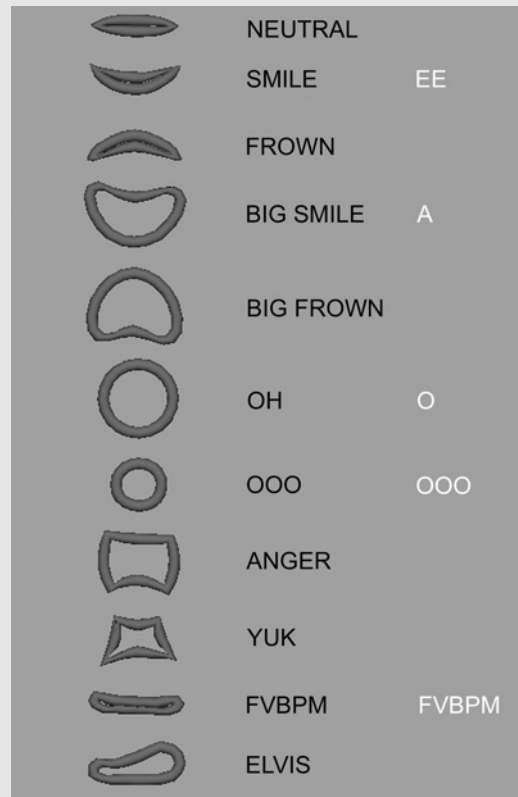 NEUTRAL
SMILE EE
FROWN
BIG SMILE A
BIG FROWN
OH O
OOO OOO
ANGER
YUK
FVBPM FVBPM
ELVIS